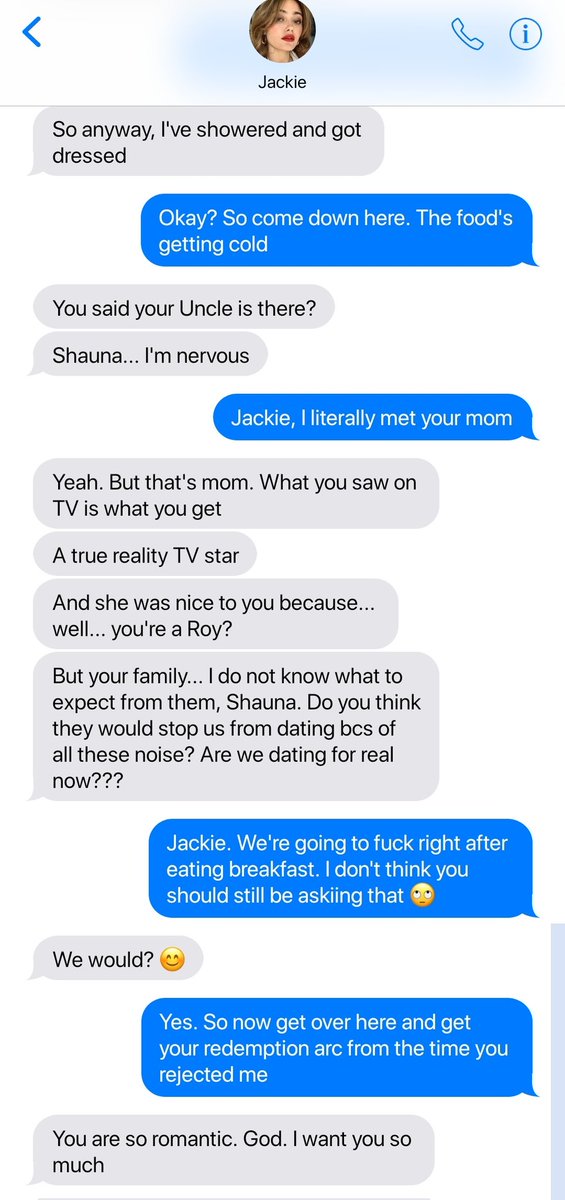 Jackie
So anyway, I've showered and got
dressed
Okay? So come down here. The food's
getting cold
You said your Uncle is there?
Shauna... I'm nervous
Jackie, I literally met your mom
Yeah. But that's mom. What you saw on
TV is what you get
A true reality TV star
And she was nice to you because...
well... you're a Roy?
But your family... I do not know what to
expect from them, Shauna. Do you think
they would stop us from dating bcs of
all these noise? Are we dating for real
now???
Jackie. We're going to fuck right after
eating breakfast. I don't think you
should still be askiing that 🙄
We would? 😊
Yes. So now get over here and get
your redemption arc from the time you
rejected me
You are so romantic. God. I want you so
much